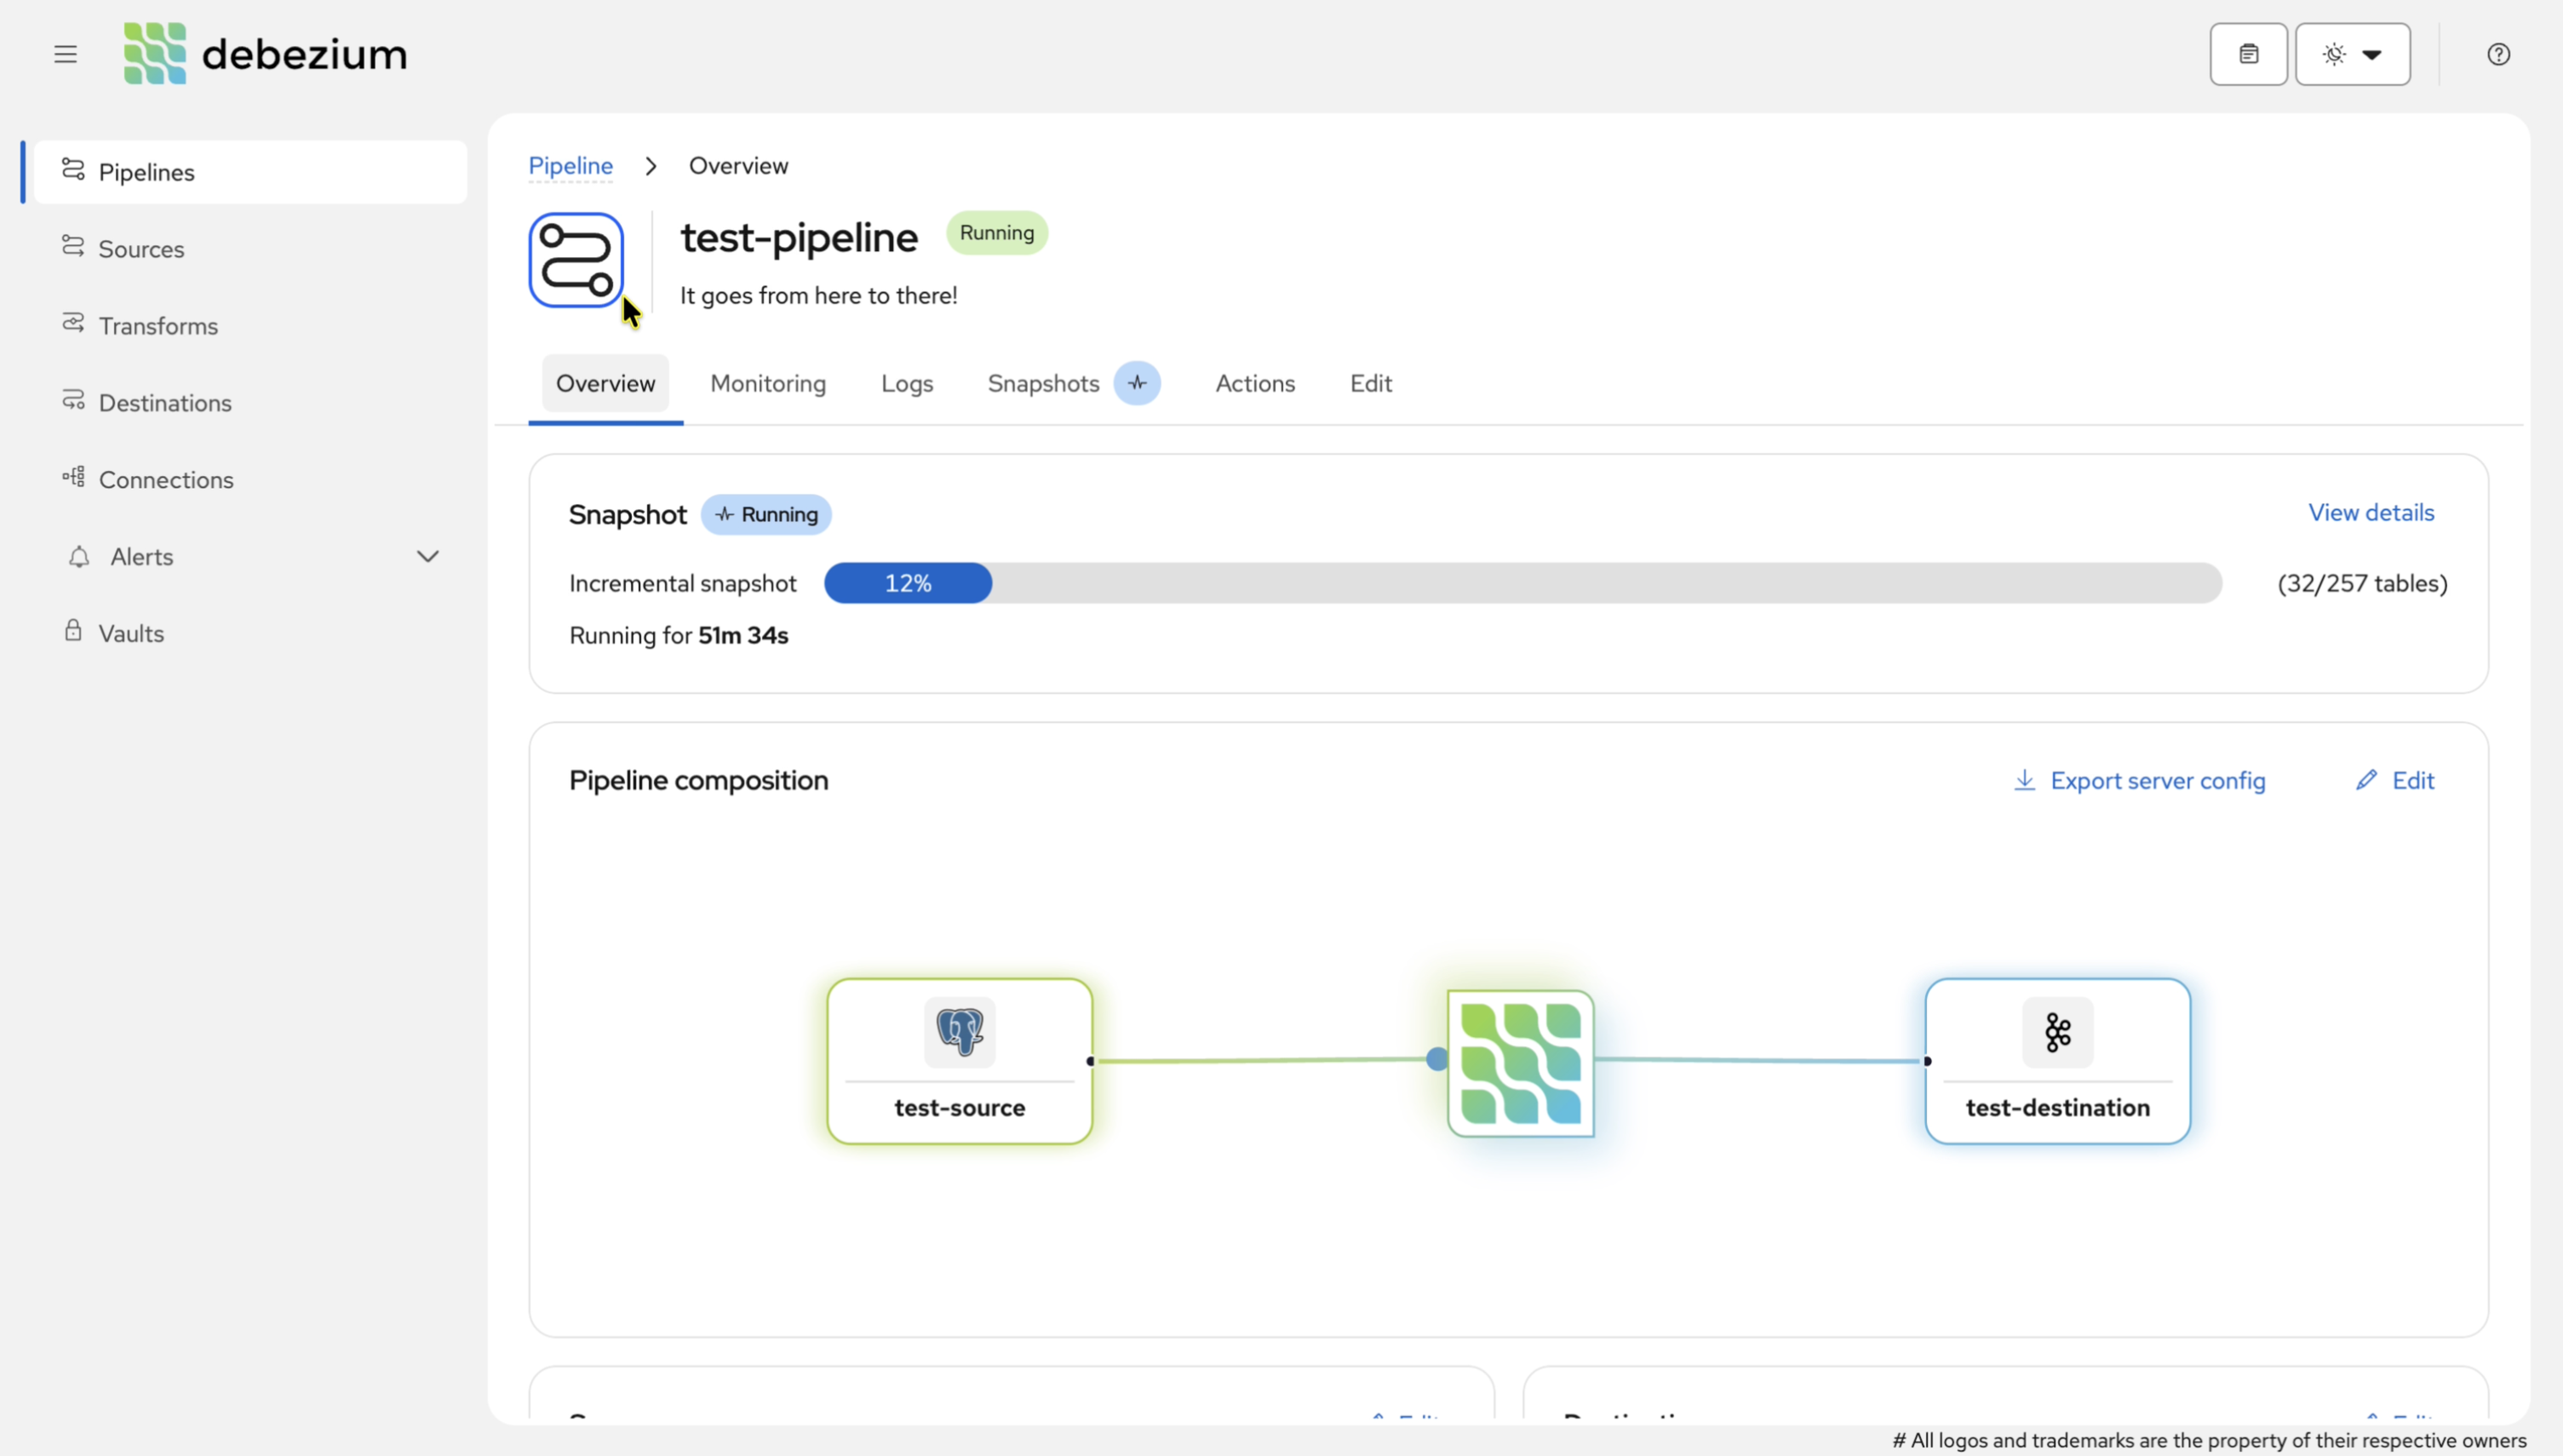 debezium
Pipelines
Sources
Transforms
Destinations
Connections
Alerts
Vaults
Pipeline > Overview
test-pipeline Running
It goes from here to there!
Overview Monitoring Logs Snapshots Actions Edit
Snapshot Running View details
Incremental snapshot 12% (32/257 tables)
Running for 51m 34s
Pipeline composition Export server config Edit
test-source
test-destination
# All logos and trademarks are the property of their respective owners